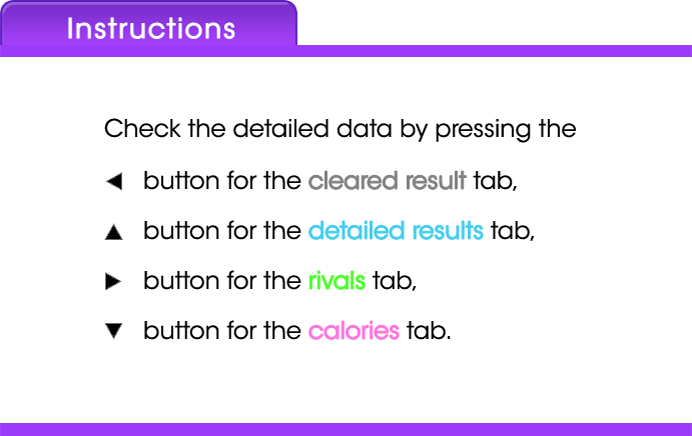 Instructions
Check the detailed data by pressing the
◀ button for the cleared result tab,
▲ button for the detailed results tab,
▶ button for the rivals tab,
▼ button for the calories tab.